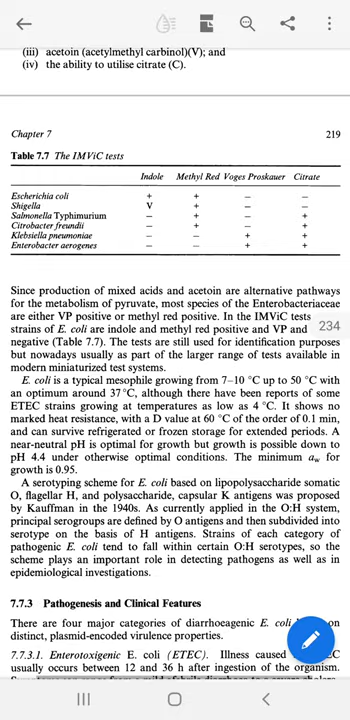 (iii) acetoin (acetylmethyl carbinol)(V); and
(iv) the ability to utilise citrate (C).
Chapter 7 219
Table 7.7 The IMViC tests
Indole Methyl Red Voges Proskauer Citrate
Escherichia coli + + − −
Shigella V + − −
Salmonella Typhimurium − + − +
Citrobacter freundii − + − +
Klebsiella pneumoniae − − + +
Enterobacter aerogenes − − + +
Since production of mixed acids and acetoin are alternative pathways
for the metabolism of pyruvate, most species of the Enterobacteriaceae
are either VP positive or methyl red positive. In the IMViC tests
strains of E. coli are indole and methyl red positive and VP and
234
negative (Table 7.7). The tests are still used for identification purposes
but nowadays usually as part of the larger range of tests available in
modern miniaturized test systems.
E. coli is a typical mesophile growing from 7–10 °C up to 50 °C with
an optimum around 37 °C, although there have been reports of some
ETEC strains growing at temperatures as low as 4 °C. It shows no
marked heat resistance, with a D value at 60 °C of the order of 0.1 min,
and can survive refrigerated or frozen storage for extended periods. A
near-neutral pH is optimal for growth but growth is possible down to
pH 4.4 under otherwise optimal conditions. The minimum aw for
growth is 0.95.
A serotyping scheme for E. coli based on lipopolysaccharide somatic
O, flagellar H, and polysaccharide, capsular K antigens was proposed
by Kauffman in the 1940s. As currently applied in the O:H system,
principal serogroups are defined by O antigens and then subdivided into
serotype on the basis of H antigens. Strains of each category of
pathogenic E. coli tend to fall within certain O:H serotypes, so the
scheme plays an important role in detecting pathogens as well as in
epidemiological investigations.
7.7.3 Pathogenesis and Clinical Features
There are four major categories of diarrhoeagenic E. coli on
distinct, plasmid-encoded virulence properties.
7.7.3.1. Enterotoxigenic E. coli (ETEC). Illness caused
usually occurs between 12 and 36 h after ingestion of the organism.